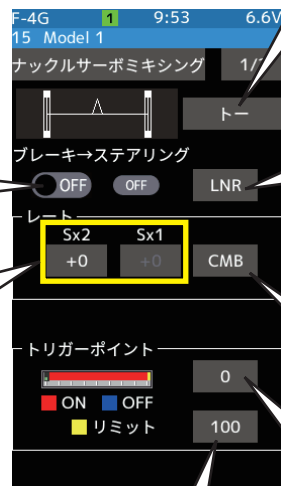 F-4G 1 9:53 6.6V
15 Model 1
ナックルサーボミキシング 1/
トー
ブレーキ→ステアリング
OFF OFF LNR
レート
Sx2 Sx1
+0 +0 CMB
トリガーポイント
0
ON OFF
リミット 100